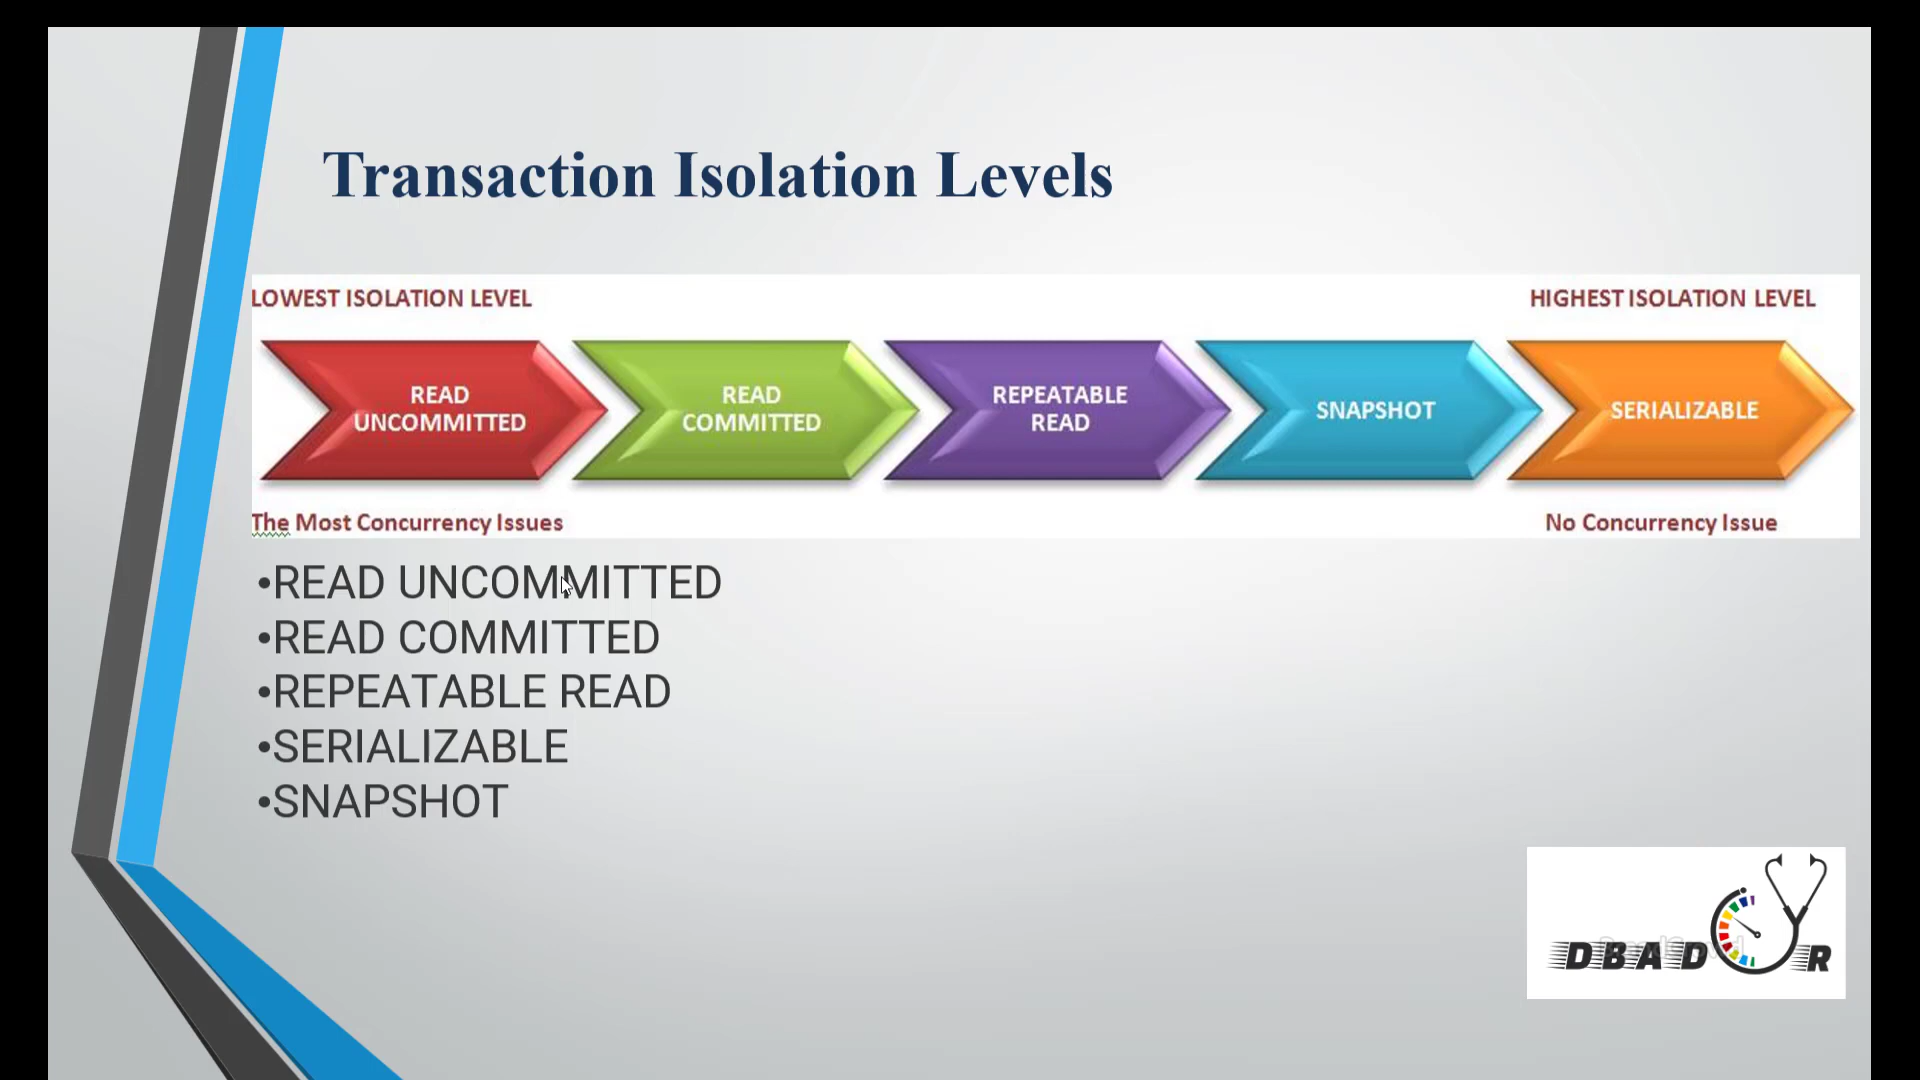 Transaction Isolation Levels
LOWEST ISOLATION LEVEL
HIGHEST ISOLATION LEVEL
READ
UNCOMMITTED
READ
COMMITTED
REPEATABLE
READ
SNAPSHOT
SERIALIZABLE
The Most Concurrency Issues
No Concurrency Issue
•READ UNCOMMITTED
•READ COMMITTED
•REPEATABLE READ
•SERIALIZABLE
•SNAPSHOT
DBAD R